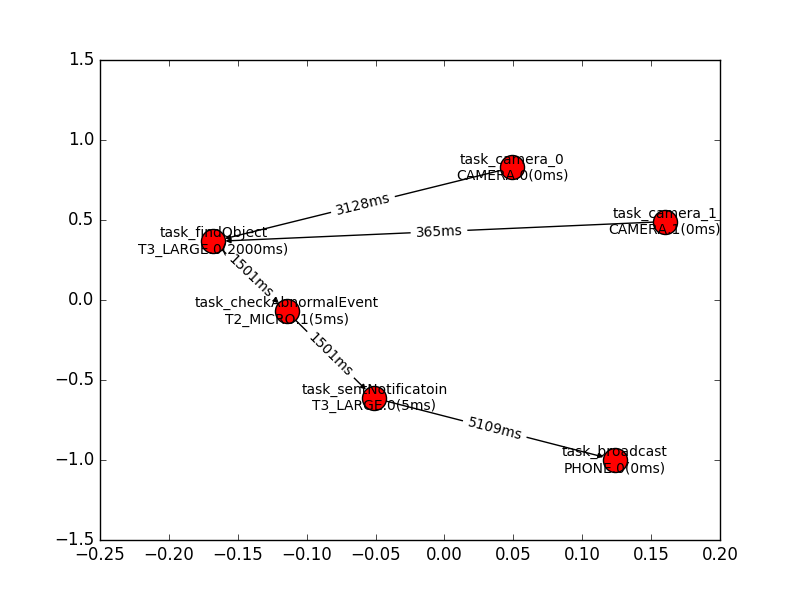 1.5
1.0
0.5
0.0
−0.5
−1.0
−1.5
−0.25
−0.20
−0.15
−0.10
−0.05
0.00
0.05
0.10
0.15
0.20
task_camera_0
CAMERA.0(0ms)
3128ms
task_camera_1
CAMERA.1(0ms)
365ms
task_findObject
T3_LARGE.0(2000ms)
1501ms
task_checkAbnormalEvent
T2_MICRO.1(5ms)
1501ms
task_sentNotificatoin
T3_LARGE.0(5ms)
5109ms
task_broadcast
PHONE.0(0ms)